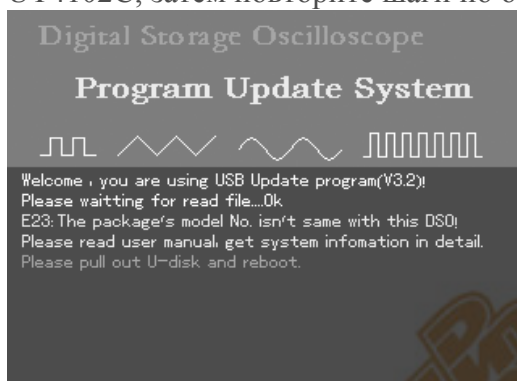 Digital Storage Oscilloscope
Program Update System
Welcome , you are using USB Update program(V3.2)!
Please waitting for read file....Ok
E23: The package's model No. isn't same with this DSO!
Please read user manual, get system infomation in detail.
Please pull out U-disk and reboot.